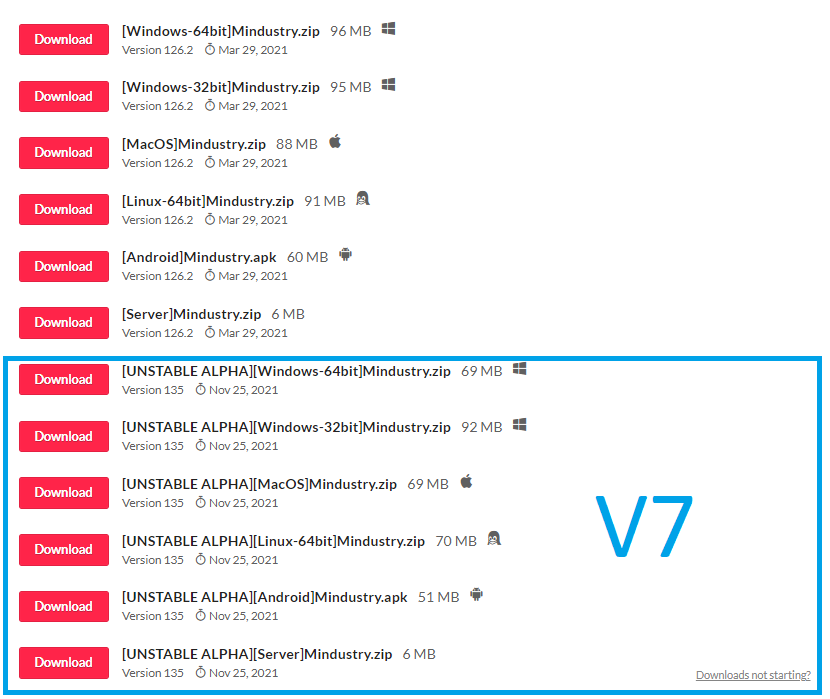 Download [Windows-64bit]Mindustry.zip 96 MB
Version 126.2 Mar 29, 2021
Download [Windows-32bit]Mindustry.zip 95 MB
Version 126.2 Mar 29, 2021
Download [MacOS]Mindustry.zip 88 MB
Version 126.2 Mar 29, 2021
Download [Linux-64bit]Mindustry.zip 91 MB
Version 126.2 Mar 29, 2021
Download [Android]Mindustry.apk 60 MB
Version 126.2 Mar 29, 2021
Download [Server]Mindustry.zip 6 MB
Version 126.2 Mar 29, 2021
Download [UNSTABLE ALPHA][Windows-64bit]Mindustry.zip 69 MB
Version 135 Nov 25, 2021
Download [UNSTABLE ALPHA][Windows-32bit]Mindustry.zip 92 MB
Version 135 Nov 25, 2021
Download [UNSTABLE ALPHA][MacOS]Mindustry.zip 69 MB
Version 135 Nov 25, 2021
Download [UNSTABLE ALPHA][Linux-64bit]Mindustry.zip 70 MB
Version 135 Nov 25, 2021
V7
Download [UNSTABLE ALPHA][Android]Mindustry.apk 51 MB
Version 135 Nov 25, 2021
Download [UNSTABLE ALPHA][Server]Mindustry.zip 6 MB
Version 135 Nov 25, 2021
Downloads not starting?